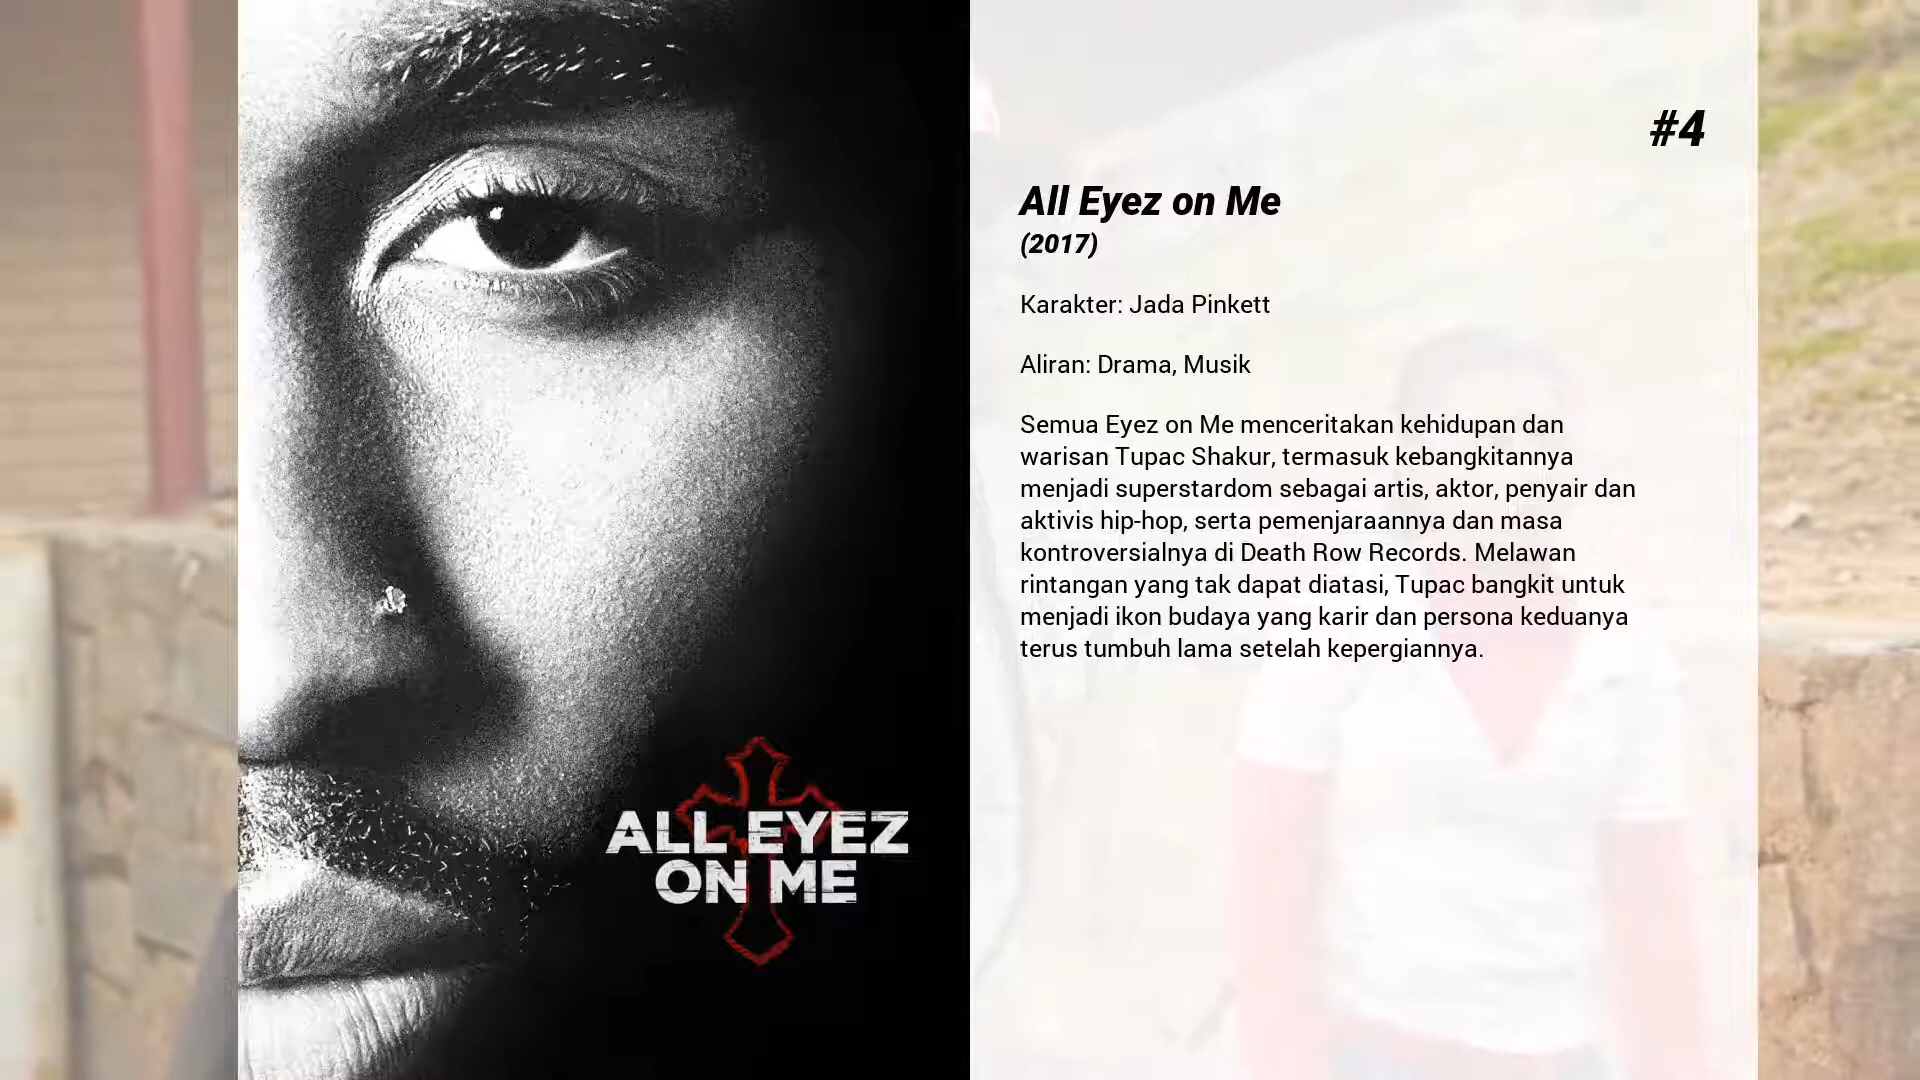 ALL EYEZ
ON ME
#4
All Eyez on Me
(2017)
Karakter: Jada Pinkett
Aliran: Drama, Musik
Semua Eyez on Me menceritakan kehidupan dan
warisan Tupac Shakur, termasuk kebangkitannya
menjadi superstardom sebagai artis, aktor, penyair dan
aktivis hip-hop, serta pemenjaraannya dan masa
kontroversialnya di Death Row Records. Melawan
rintangan yang tak dapat diatasi, Tupac bangkit untuk
menjadi ikon budaya yang karir dan persona keduanya
terus tumbuh lama setelah kepergiannya.